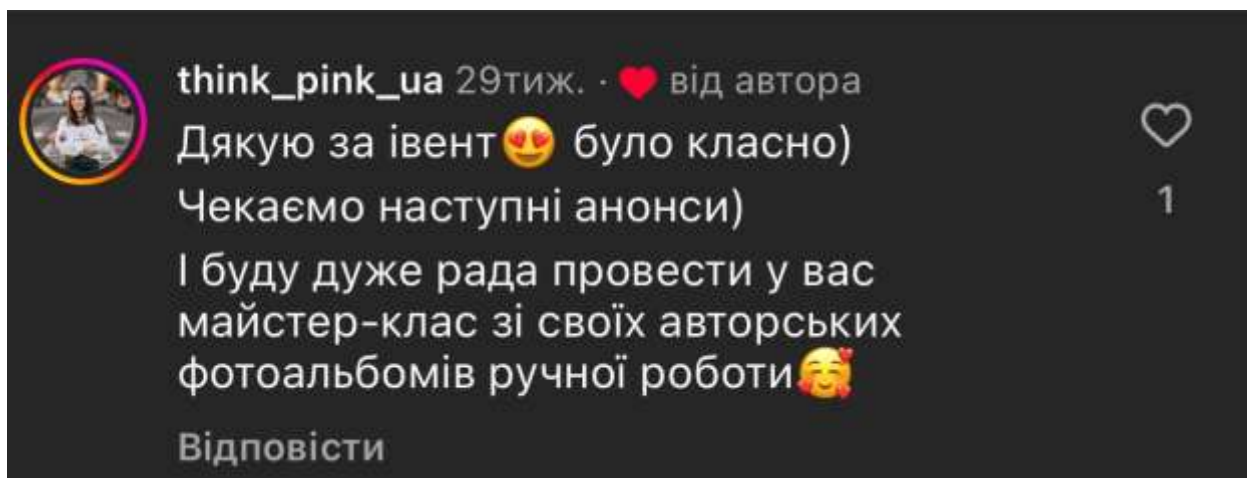 think_pink_ua 29тиж. · ❤️ від автора
Дякую за івент😍 було класно)
Чекаємо наступні анонси)
І буду дуже рада провести у вас
майстер-клас зі своїх авторських
фотоальбомів ручної роботи🥰
Відповісти
1